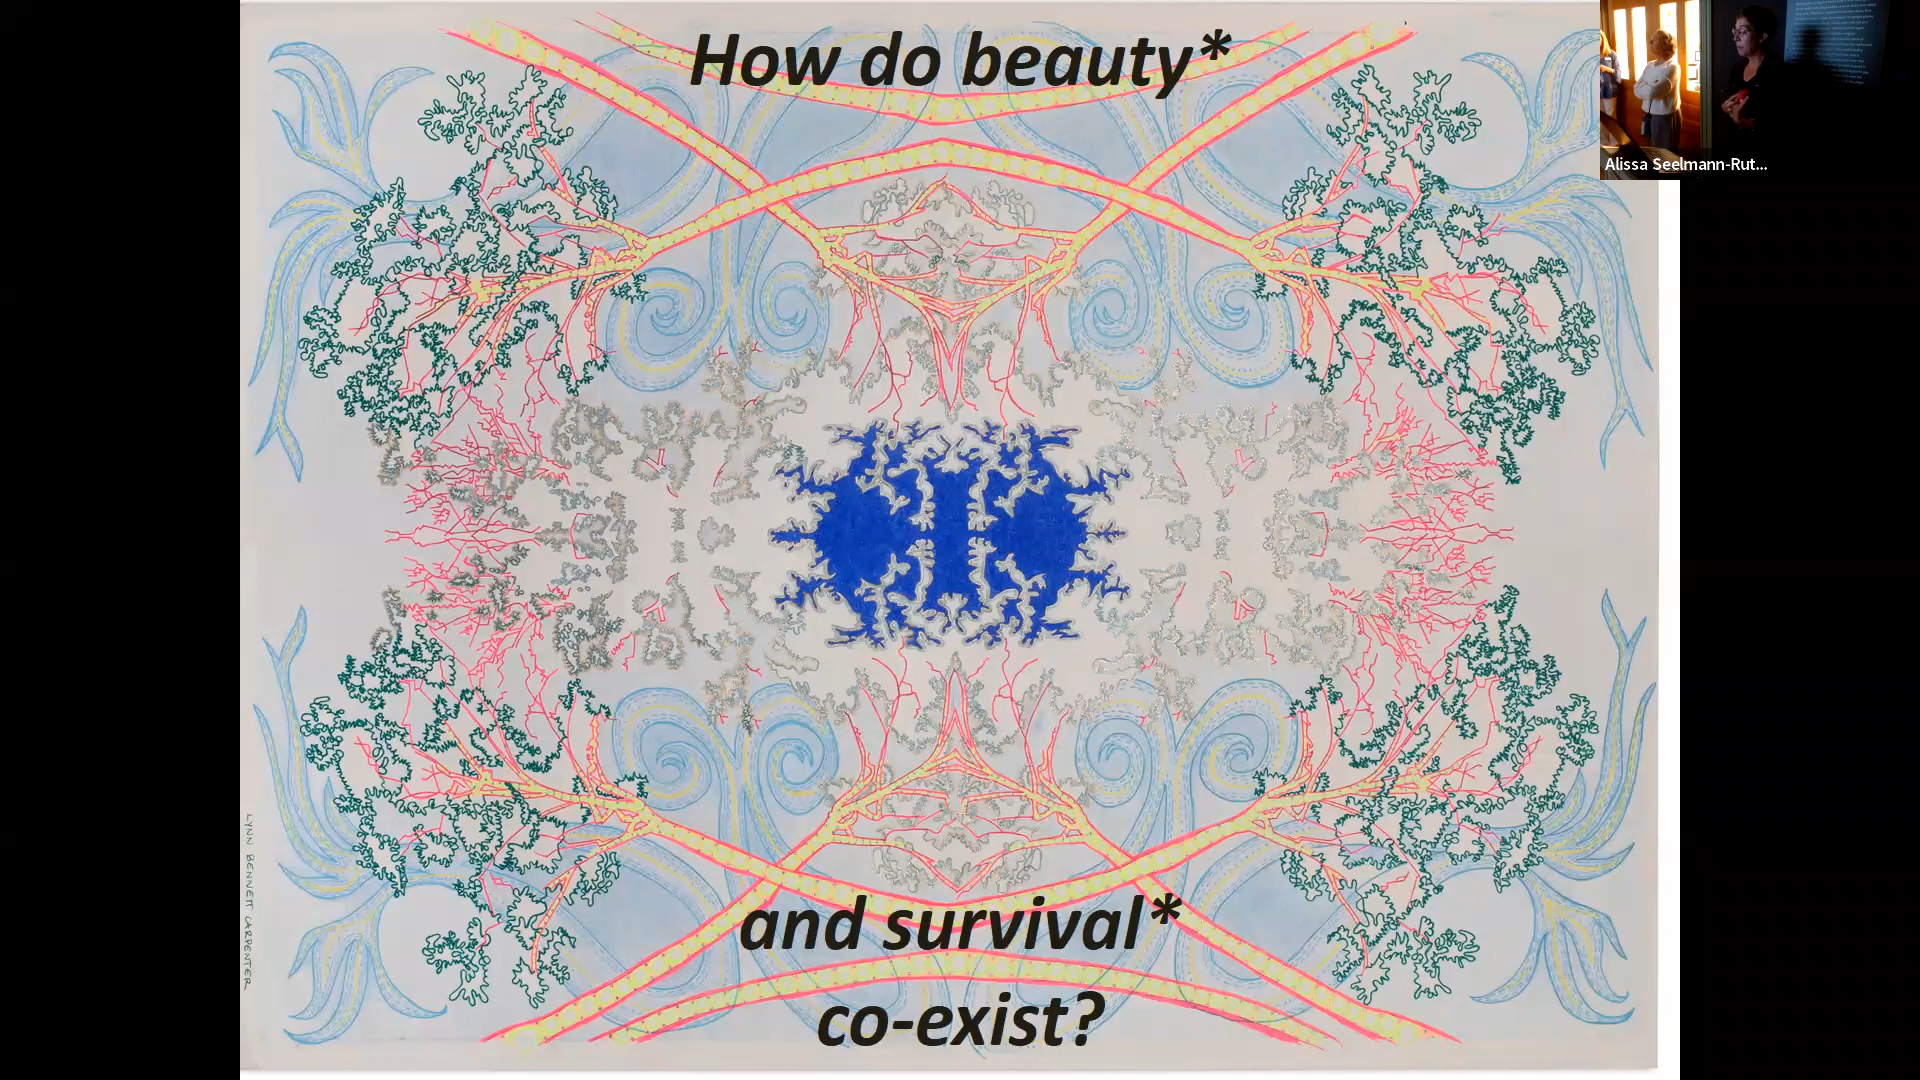 How do beauty*
Alissa Seelmann-Rut...
LYNN BENNETT CARPENTER
and survival*
co-exist?